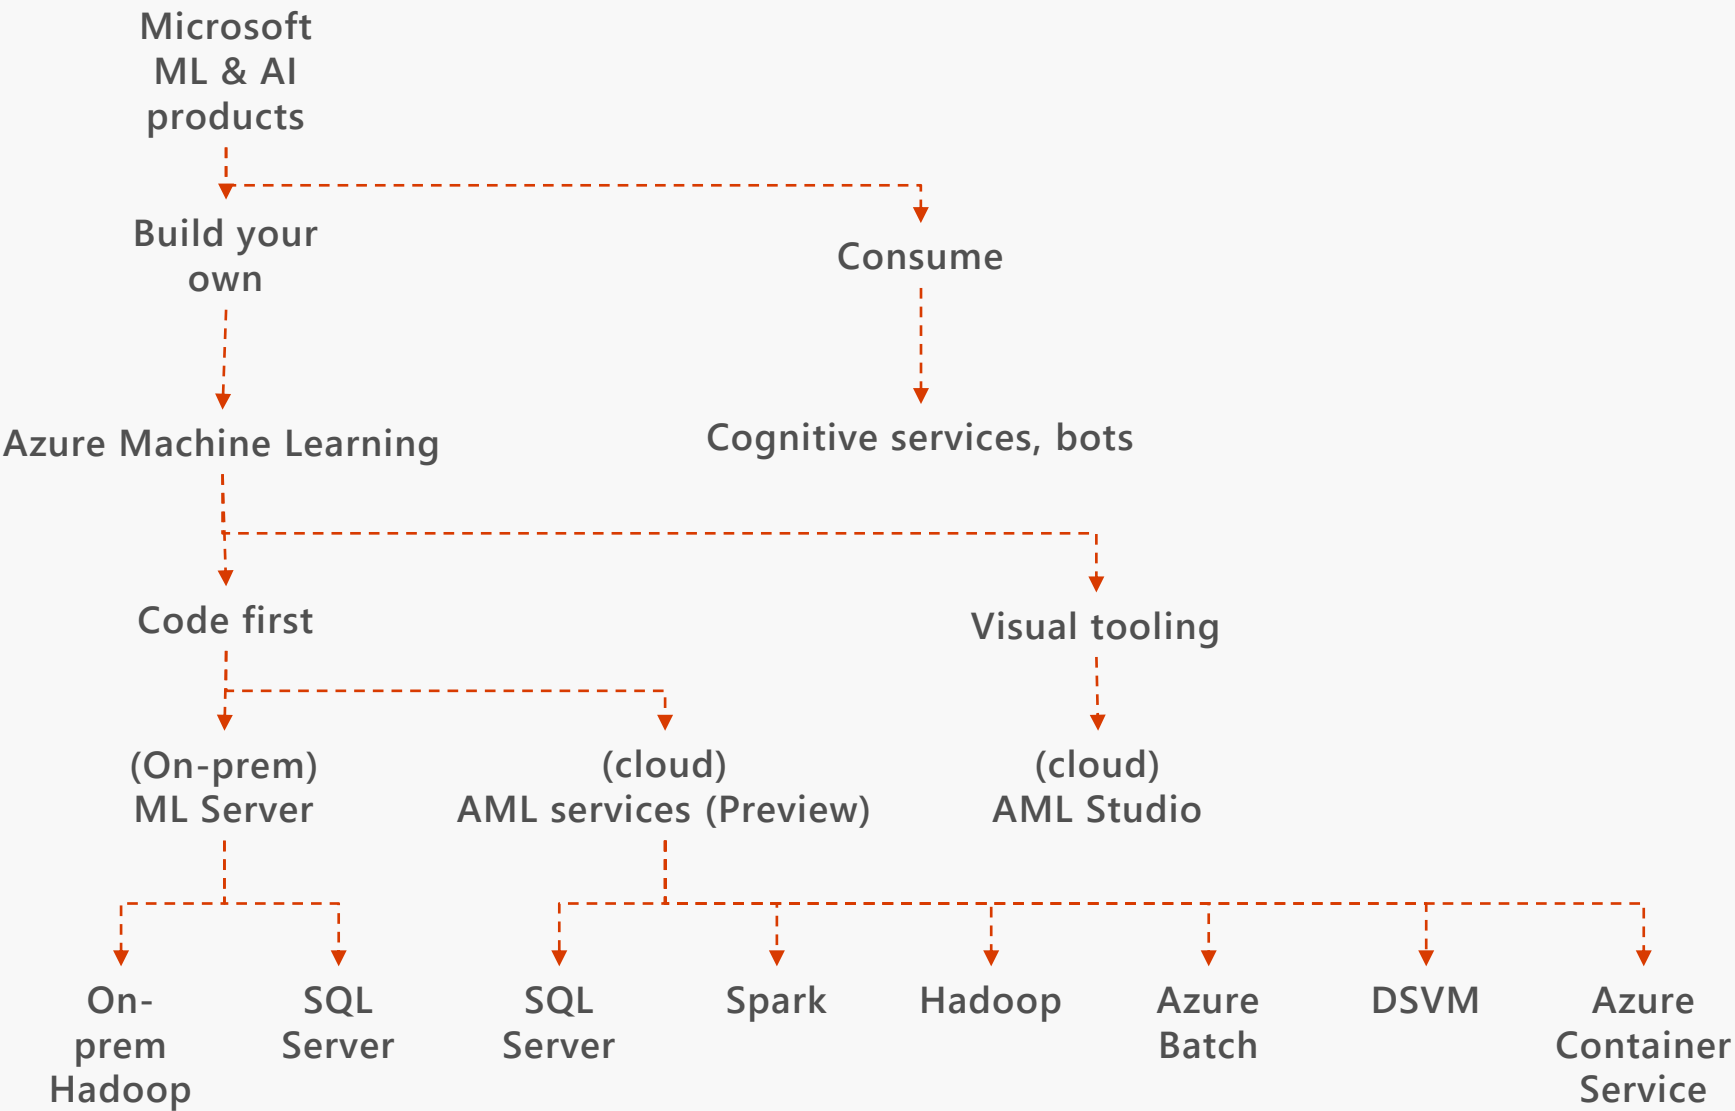 Microsoft
ML & AI
products
Build your
own
Consume
Azure Machine Learning
Cognitive services, bots
Code first
Visual tooling
(On-prem)
ML Server
(cloud)
AML services (Preview)
(cloud)
AML Studio
On-
prem
Hadoop
SQL
Server
SQL
Server
Spark
Hadoop
Azure
Batch
DSVM
Azure
Container
Service